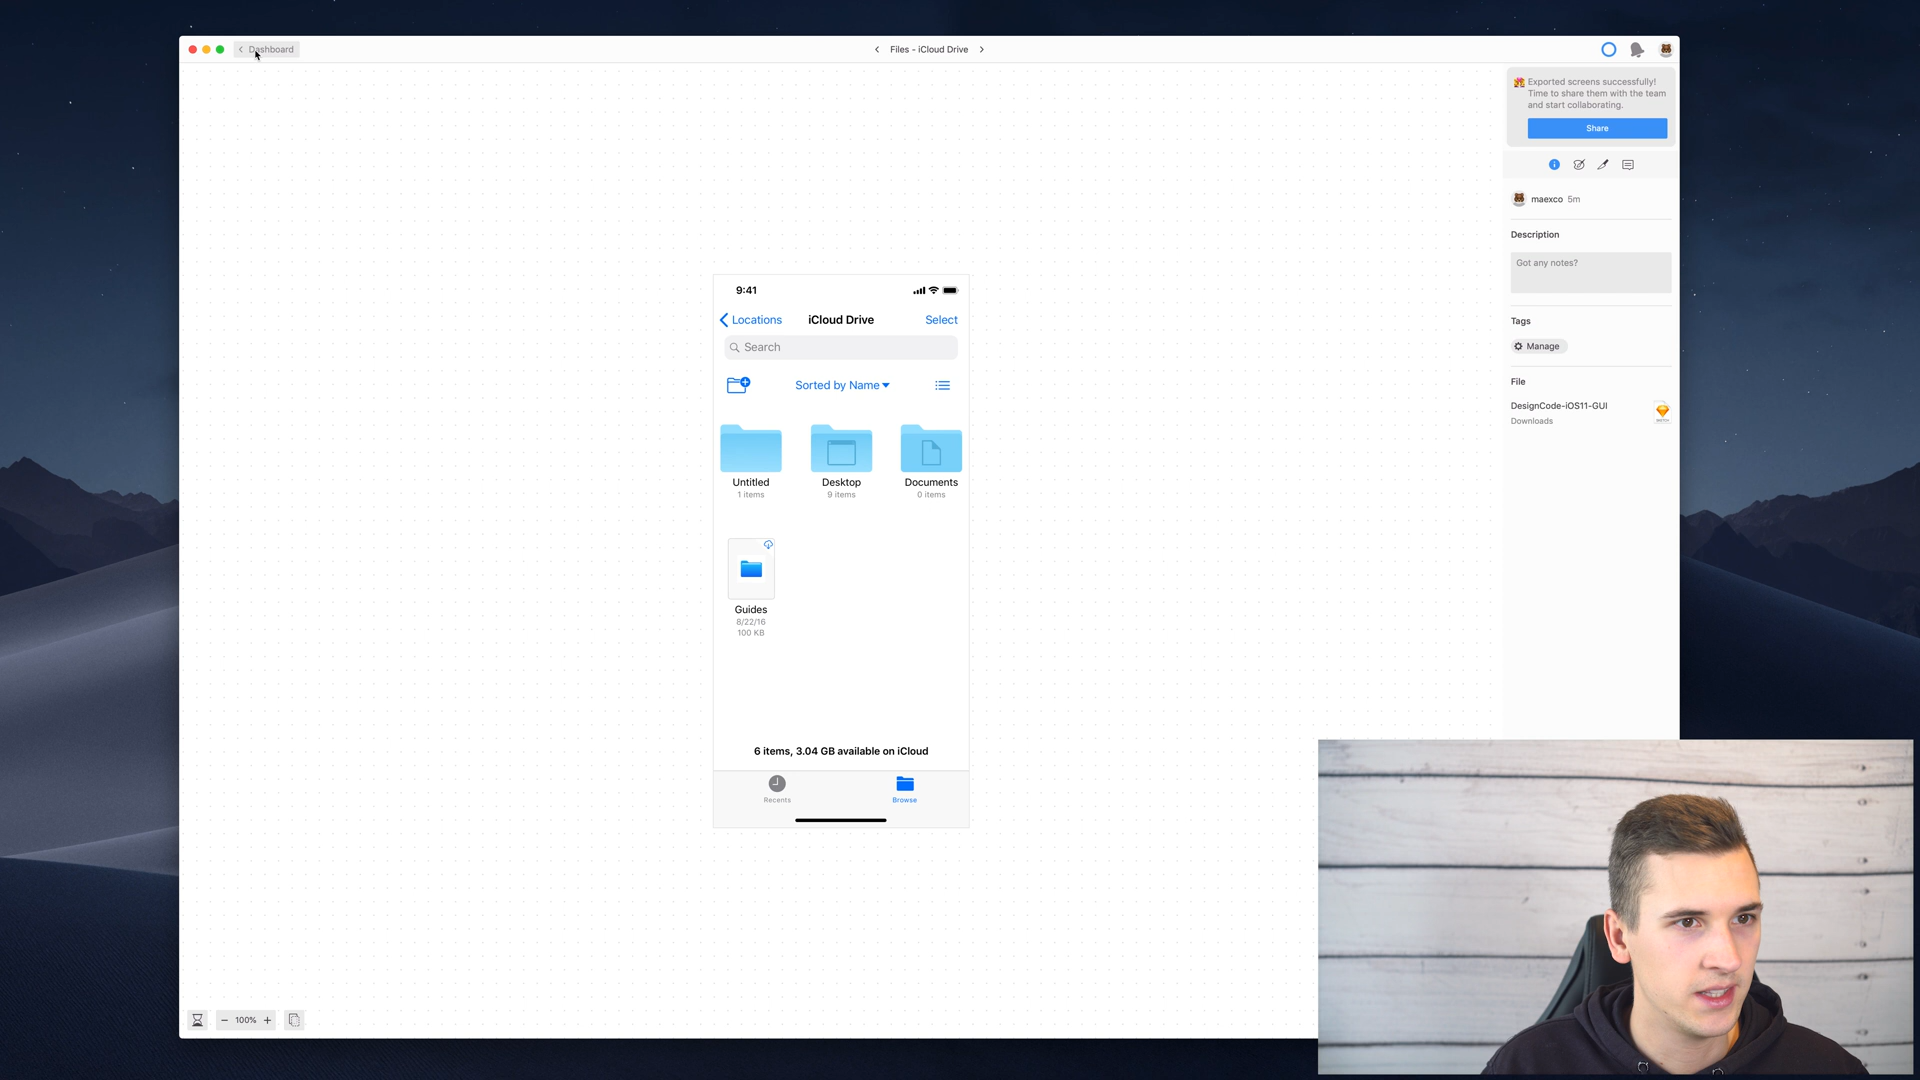 Dashboard
Files - iCloud Drive
Exported screens successfully!
Time to share them with the team
and start collaborating.
Share
maexco 5m
Description
Got any notes?
Tags
Manage
File
DesignCode-iOS11-GUI
Downloads
9:41
Locations
iCloud Drive
Select
Search
Sorted by Name
Untitled
1 items
Desktop
9 items
Documents
0 items
Guides
8/22/16
100 KB
6 items, 3.04 GB available on iCloud
Recents
Browse
100%